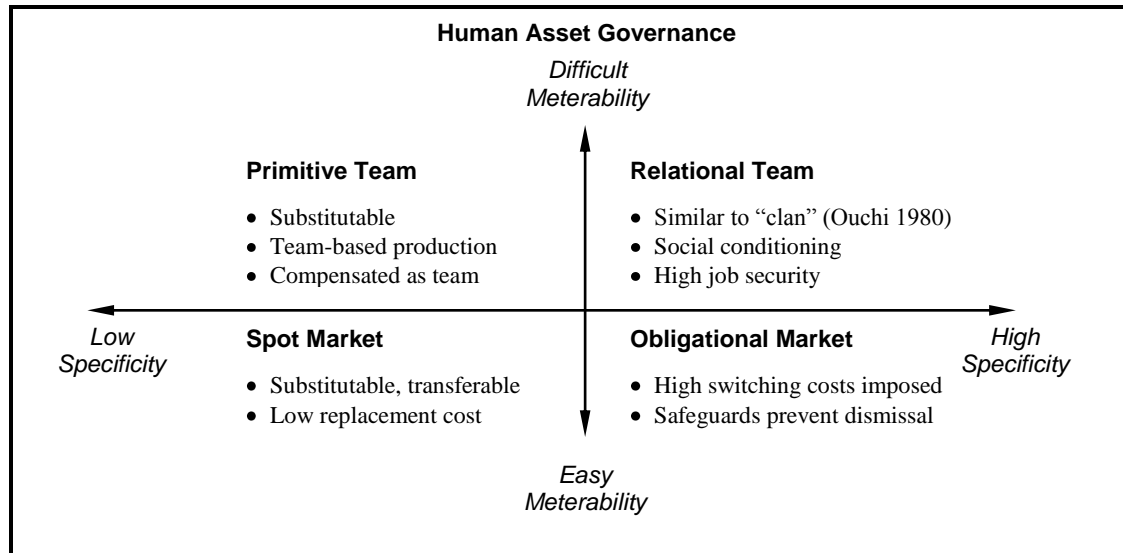 Human Asset Governance
Difficult
Meterability
Primitive Team
• Substitutable
• Team-based production
• Compensated as team
Relational Team
• Similar to “clan” (Ouchi 1980)
• Social conditioning
• High job security
Low
Specificity
High
Specificity
Spot Market
• Substitutable, transferable
• Low replacement cost
Obligational Market
• High switching costs imposed
• Safeguards prevent dismissal
Easy
Meterability